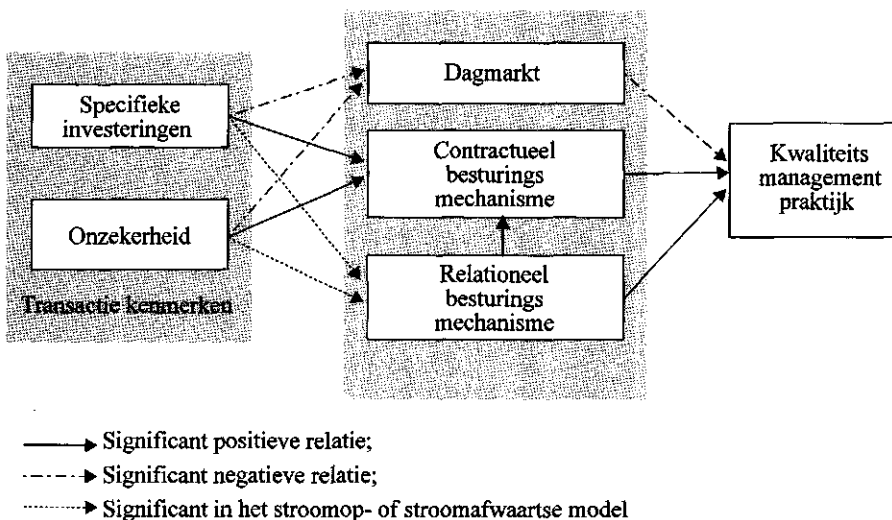 Specifieke
investeringen
Onzekerheid
Transactie kenmerken
Dagmarkt
Contractueel
besturings
mechanisme
Relationeel
besturings
mechanisme
Kwaliteits
management
praktijk
Significant positieve relatie;
Significant negatieve relatie;
Significant in het stroomop- of stroomafwaartse model